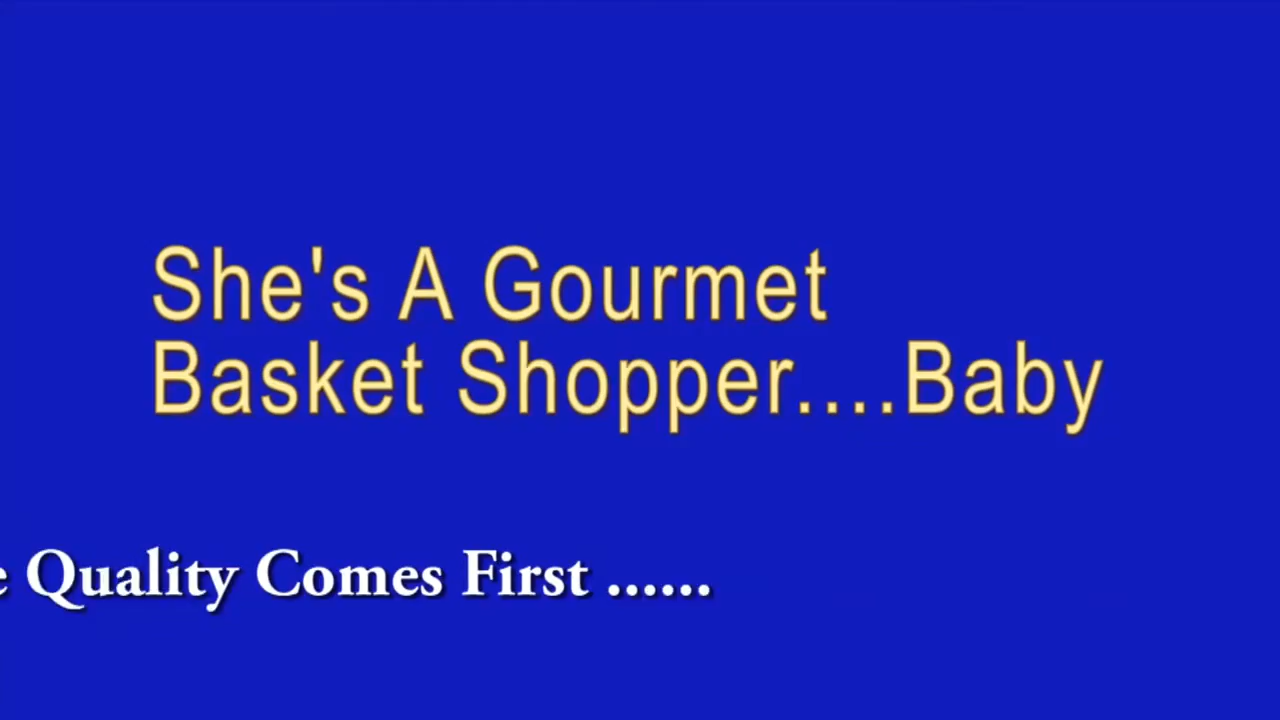 She's A Gourmet
Basket Shopper....Baby
Quality Comes First ......